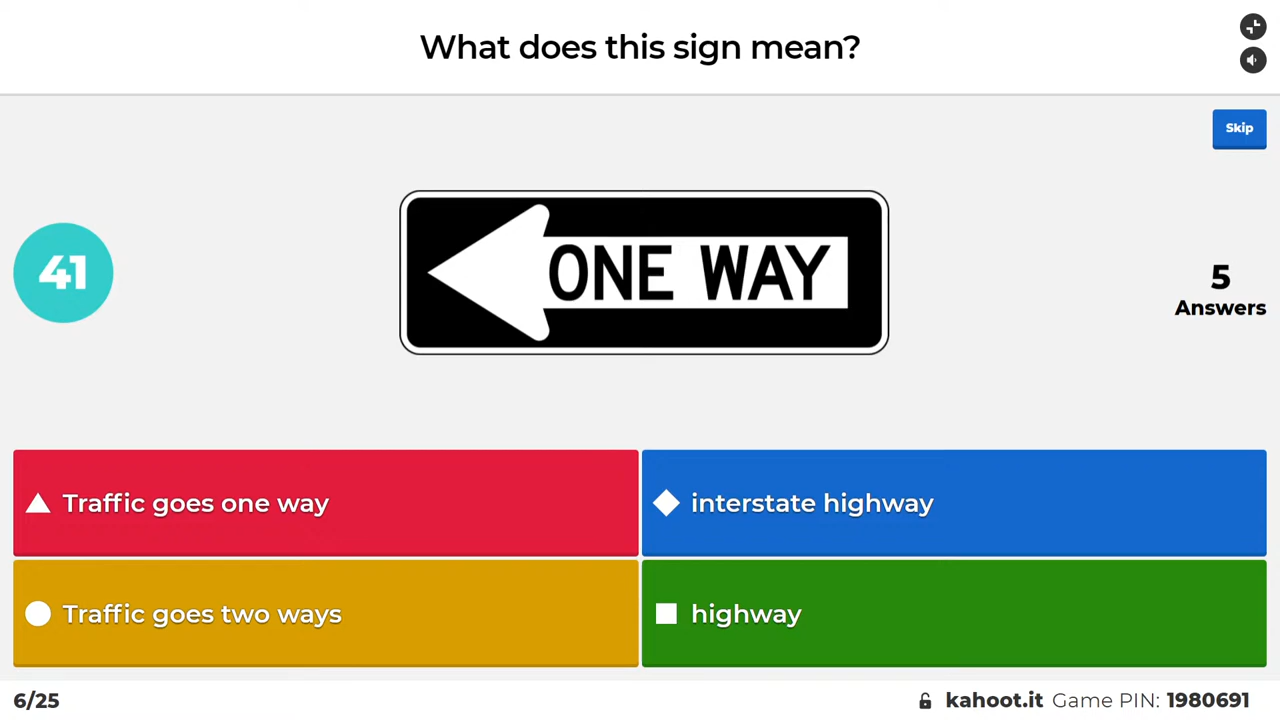 What does this sign mean?
Skip
41
ONE WAY
5
Answers
Traffic goes one way
interstate highway
Traffic goes two ways
highway
6/25
kahoot.it Game PIN: 1980691